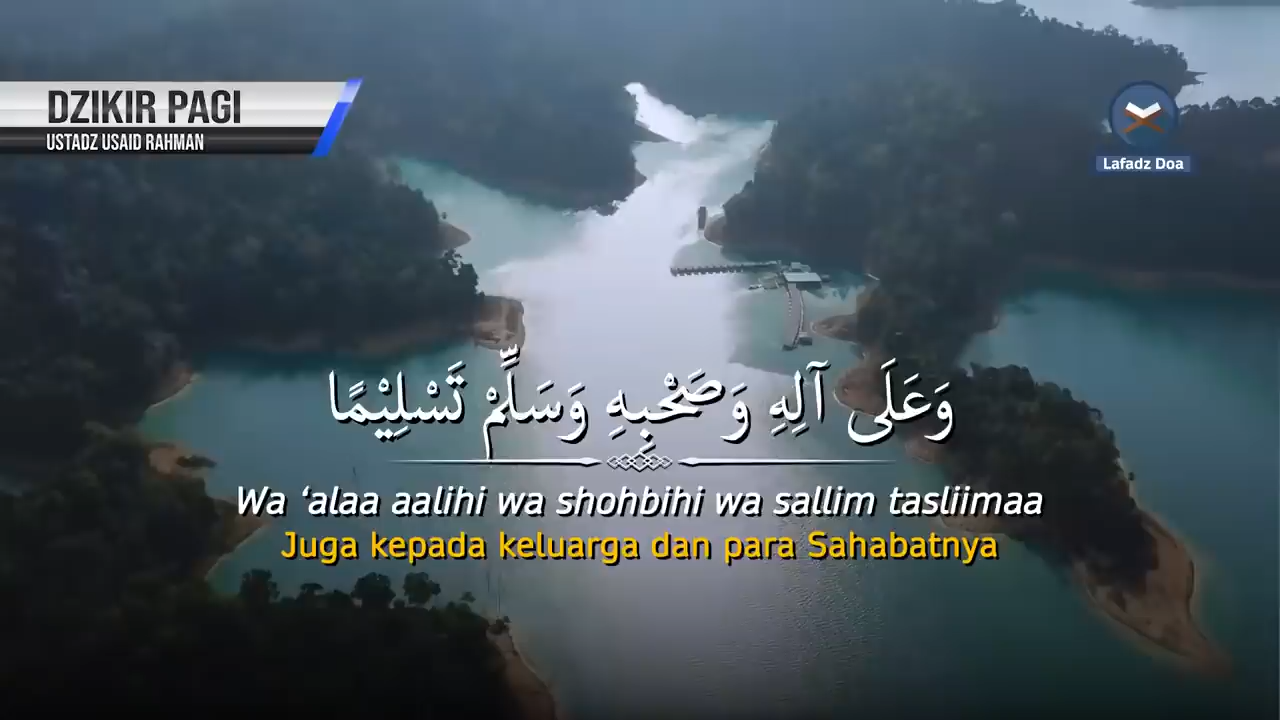 DZIKIR PAGI
USTADZ USAID RAHMAN
Lafadz Doa
وَعَلَى آلِهِ وَصَحْبِهِ وَسَلِّمْ تَسْلِيْمًا
Wa ‘alaa aalihi wa shohbihi wa sallim tasliimaa
Juga kepada keluarga dan para Sahabatnya